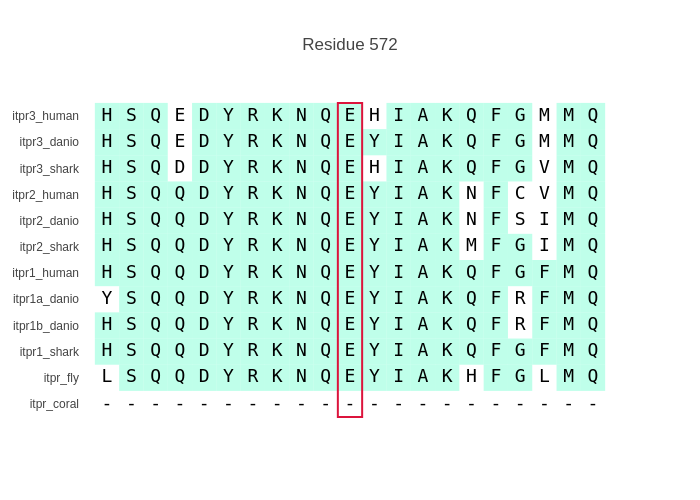 Residue 572
itpr3_human H S Q E D Y R K N Q E H I A K Q F G M M Q
itpr3_danio H S Q E D Y R K N Q E Y I A K Q F G M M Q
itpr3_shark H S Q D D Y R K N Q E H I A K Q F G V M Q
itpr2_human H S Q Q D Y R K N Q E Y I A K N F C V M Q
itpr2_danio H S Q Q D Y R K N Q E Y I A K N F S I M Q
itpr2_shark H S Q Q D Y R K N Q E Y I A K M F G I M Q
itpr1_human H S Q Q D Y R K N Q E Y I A K Q F G F M Q
itpr1a_danio Y S Q Q D Y R K N Q E Y I A K Q F R F M Q
itpr1b_danio H S Q Q D Y R K N Q E Y I A K Q F R F M Q
itpr1_shark H S Q Q D Y R K N Q E Y I A K Q F G F M Q
itpr_fly L S Q Q D Y R K N Q E Y I A K H F G L M Q
itpr_coral - - - - - - - - - - - - - - - - - - - - -